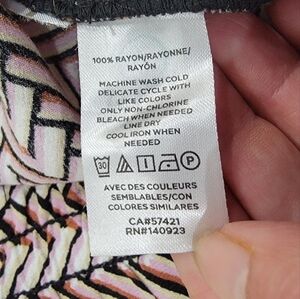 100% RAYON/RAYONNE/
RAYÓN
MACHINE WASH COLD
DELICATE CYCLE WITH
LIKE COLORS
ONLY NON-CHLORINE
BLEACH WHEN NEEDED
LINE DRY
COOL IRON WHEN
NEEDED
30 P
AVEC DES COULEURS
SEMBLABLES/CON
COLORES SIMILARES
CA#57421
RN#140923